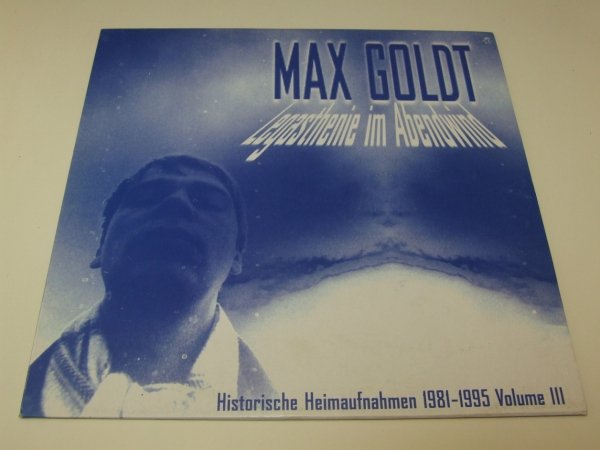 MAX GOLDT
Legasthenie im Abendwind
Historische Heimaufnahmen 1981-1995 Volume III